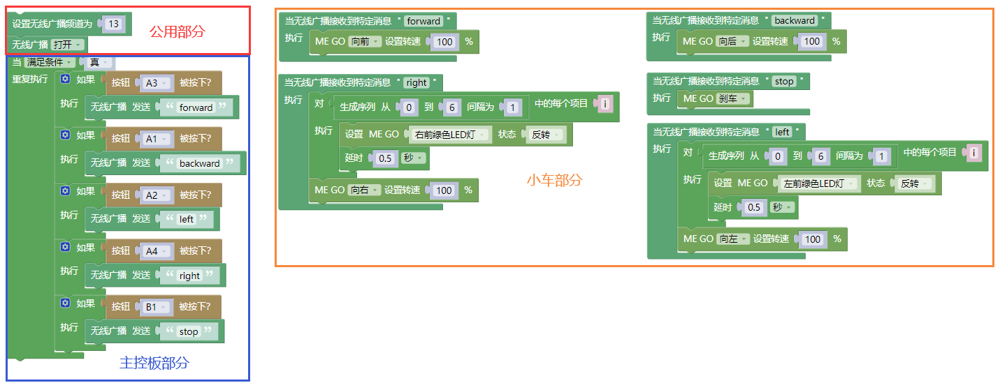 设置无线广播频道为 13
无线广播 打开
公用部分
当 满足条件 真
重复执行
如果 按钮 A3 被按下?
执行 无线广播 发送 “ forward ”
如果 按钮 A1 被按下?
执行 无线广播 发送 “ backward ”
如果 按钮 A2 被按下?
执行 无线广播 发送 “ left ”
如果 按钮 A4 被按下?
执行 无线广播 发送 “ right ”
如果 按钮 B1 被按下?
执行 无线广播 发送 “ stop ”
主控板部分
当无线广播接收到特定消息 " forward "
执行 ME GO 向前 设置转速 100 %
当无线广播接收到特定消息 " right "
执行 对 生成序列 从 0 到 6 间隔为 1 中的每个项目 i
执行 设置 ME GO 右前绿色LED灯 状态 反转
延时 0.5 秒
ME GO 向右 设置转速 100 %
当无线广播接收到特定消息 " backward "
执行 ME GO 向后 设置转速 100 %
当无线广播接收到特定消息 " stop "
执行 ME GO 刹车
当无线广播接收到特定消息 " left "
执行 对 生成序列 从 0 到 6 间隔为 1 中的每个项目 i
执行 设置 ME GO 左前绿色LED灯 状态 反转
延时 0.5 秒
ME GO 向左 设置转速 100 %
小车部分